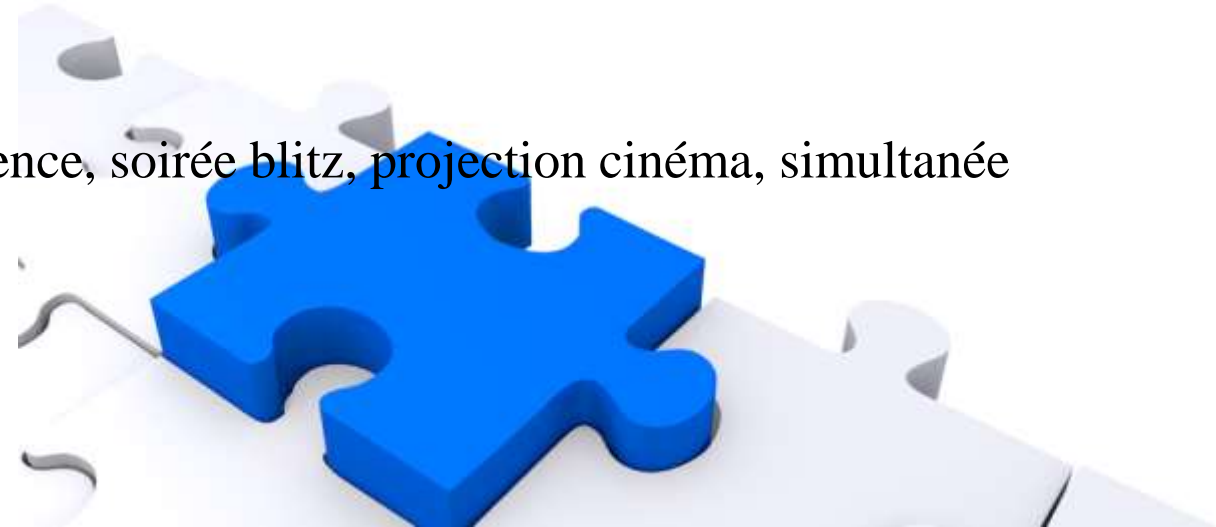 ence, soirée blitz, projection cinéma, simultanée